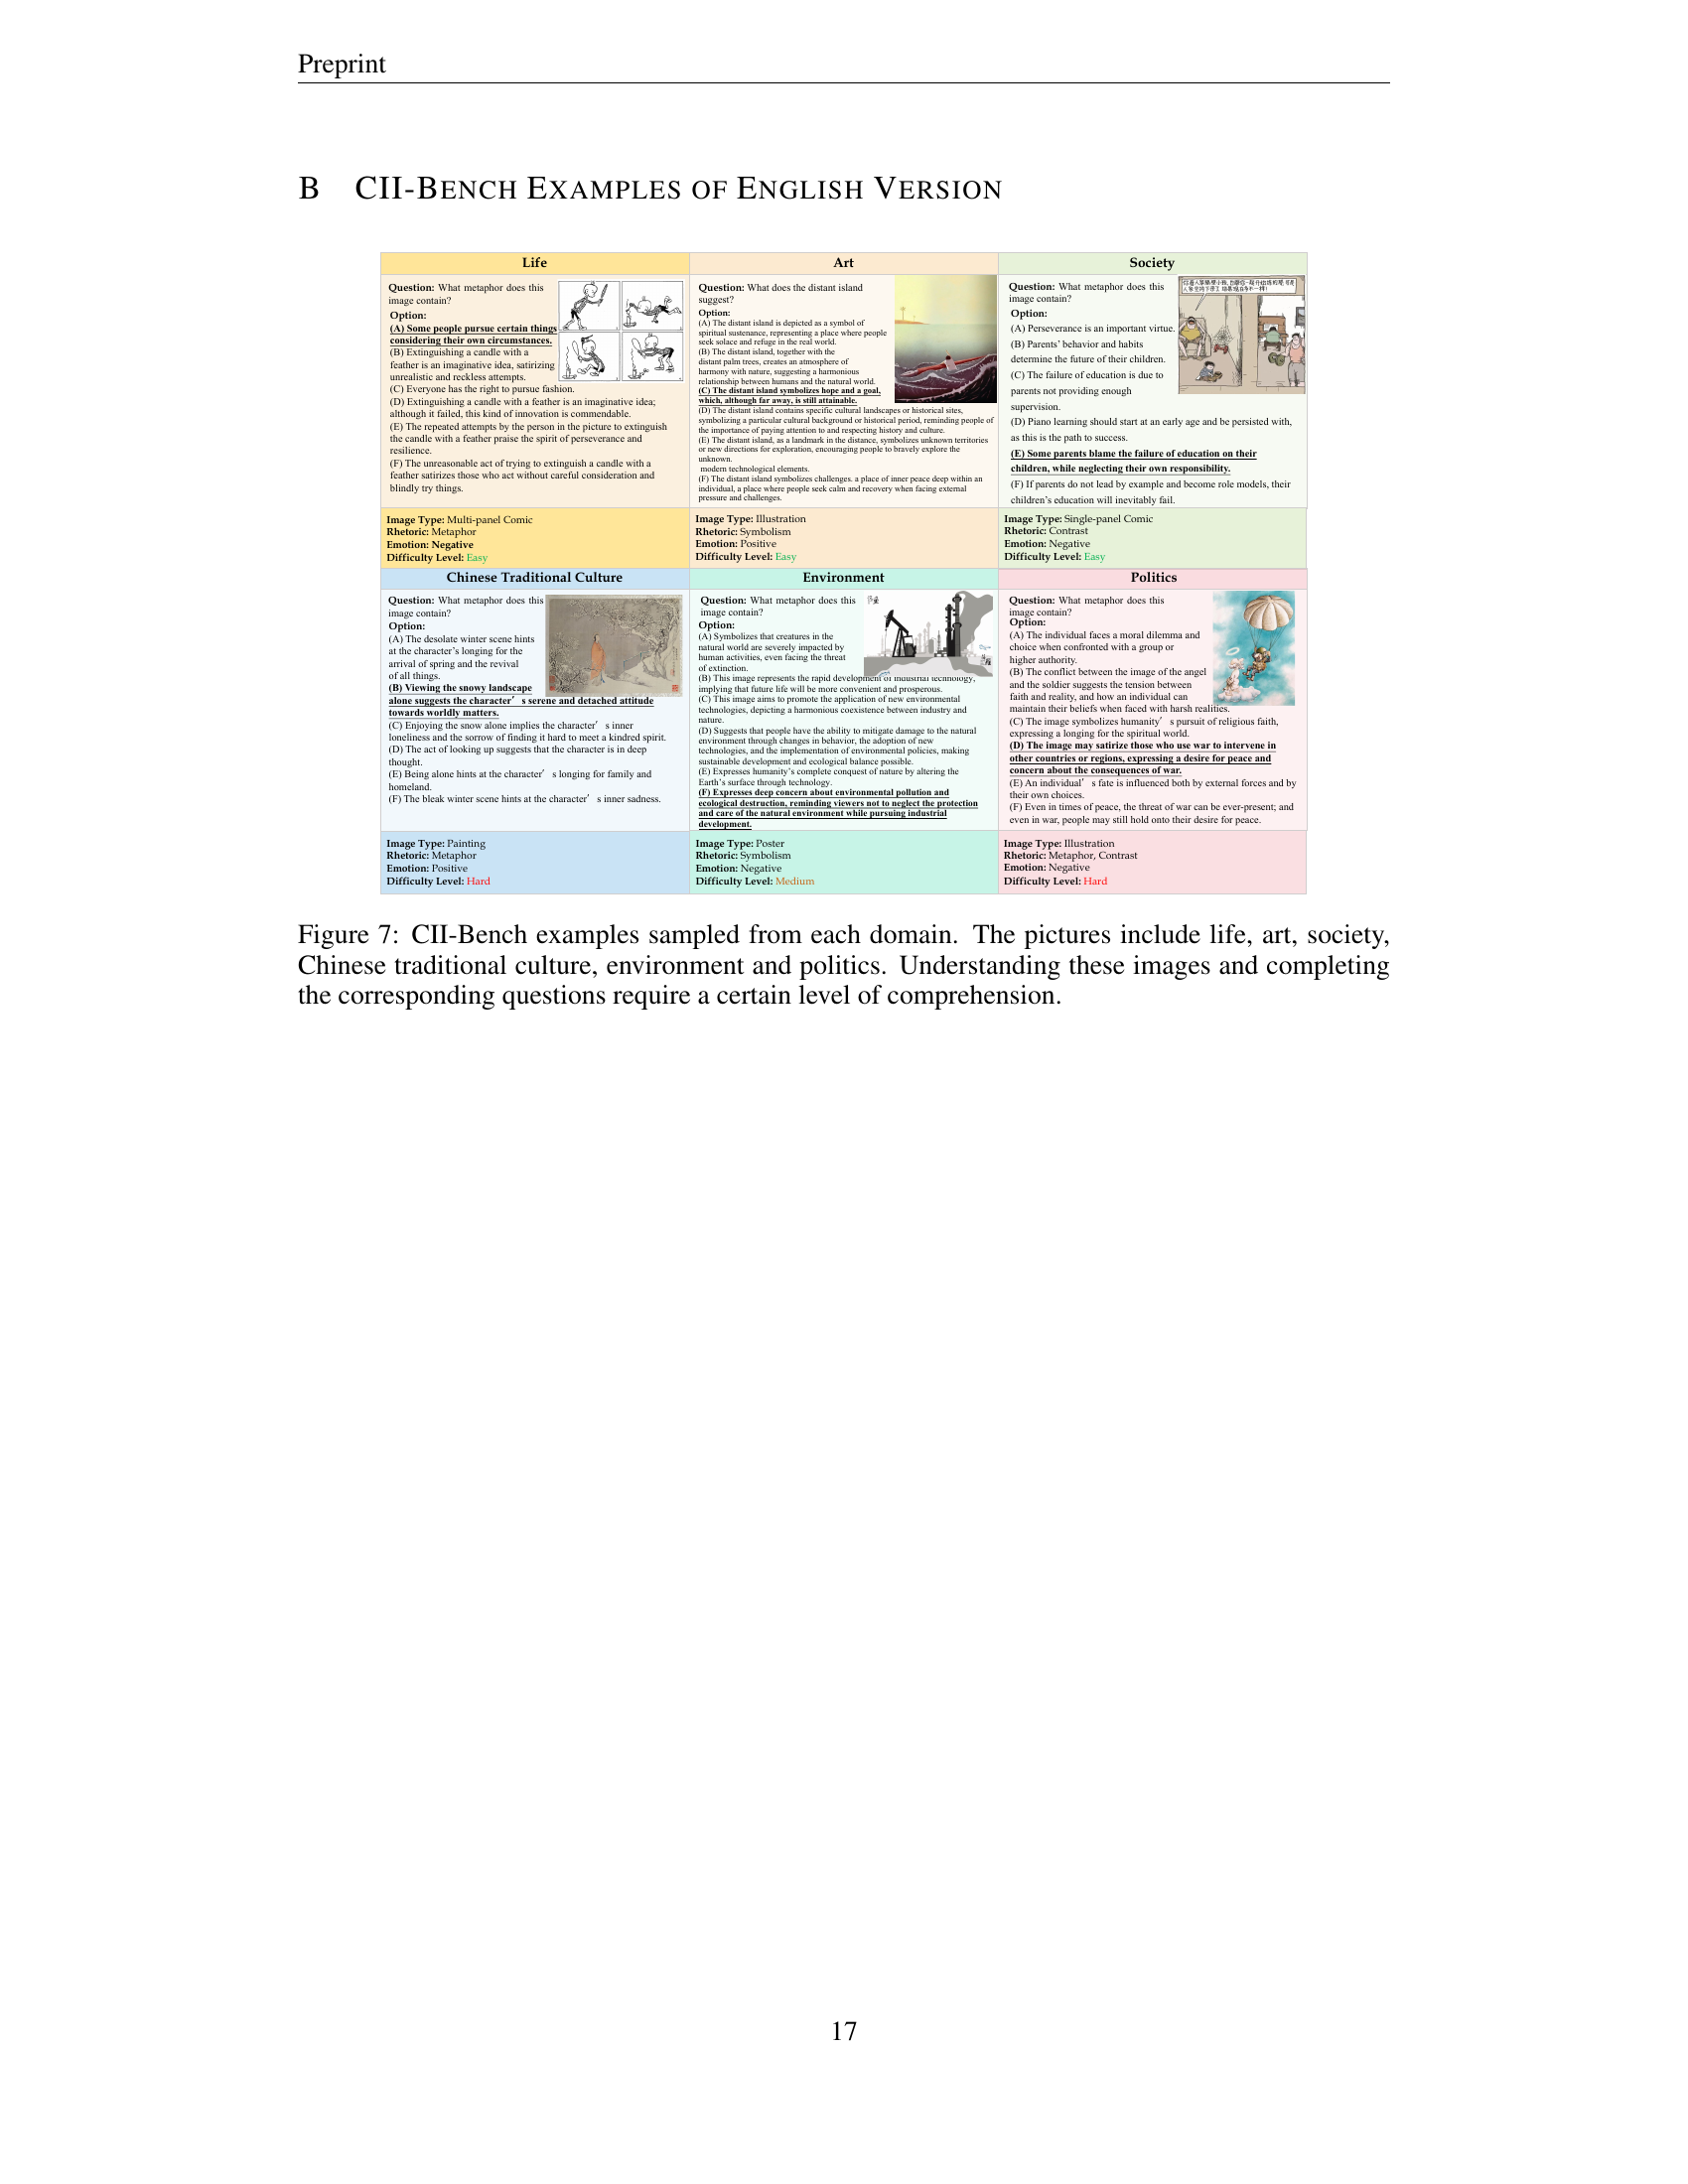 Preprint
B CII-BENCH EXAMPLES OF ENGLISH VERSION
Life
Question: What metaphor does this
image contain?
Option:
(A) Some people pursue certain things
considering their own circumstances.
(B) Extinguishing a candle with a
feather is an imaginative idea, satirizing
unrealistic and reckless attempts.
(C) Everyone has the right to pursue fashion.
(D) Extinguishing a candle with a feather is an imaginative idea;
although it failed, this kind of innovation is commendable.
(E) The repeated attempts by the person in the picture to extinguish
the candle with a feather praise the spirit of perseverance and
resilience.
(F) The unreasonable act of trying to extinguish a candle with a
feather satirizes those who act without careful consideration and
blindly try things.
Image Type: Multi-panel Comic
Rhetoric: Metaphor
Emotion: Negative
Difficulty Level: Easy
Art
Question: What does the distant island
suggest?
Option:
(A) The distant island is depicted as a symbol of
spiritual sustenance, representing a place where people
seek solace and refuge in the real world.
(B) The distant island, together with the
distant palm trees, creates an atmosphere of
harmony with nature, suggesting a harmonious
relationship between humans and the natural world.
(C) The distant island symbolizes hope and a goal,
which, although far away, is still attainable.
(D) The distant island contains specific cultural landscapes or historical sites,
symbolizing a particular cultural background or historical period, reminding people of
the importance of paying attention to and respecting history and culture.
(E) The distant island, as a landmark in the distance, symbolizes unknown territories
or new directions for exploration, encouraging people to bravely explore the
unknown.
modern technological elements.
(F) The distant island symbolizes challenges. a place of inner peace deep within an
individual, a place where people seek calm and recovery when facing external
pressure and challenges.
Image Type: Illustration
Rhetoric: Symbolism
Emotion: Positive
Difficulty Level: Easy
Society
Question: What metaphor does this
image contain?
Option:
(A) Perseverance is an important virtue.
(B) Parents' behavior and habits
determine the future of their children.
(C) The failure of education is due to
parents not providing enough
supervision.
(D) Piano learning should start at an early age and be persisted with,
as this is the path to success.
(E) Some parents blame the failure of education on their
children, while neglecting their own responsibility.
(F) If parents do not lead by example and become role models, their
children's education will inevitably fail.
Image Type: Single-panel Comic
Rhetoric: Contrast
Emotion: Negative
Difficulty Level: Easy
Chinese Traditional Culture
Question: What metaphor does this
image contain?
Option:
(A) The desolate winter scene hints
at the character's longing for the
arrival of spring and the revival
of all things.
(B) Viewing the snowy landscape
alone suggests the character′ s serene and detached attitude
towards worldly matters.
(C) Enjoying the snow alone implies the character′ s inner
loneliness and the sorrow of finding it hard to meet a kindred spirit.
(D) The act of looking up suggests that the character is in deep
thought.
(E) Being alone hints at the character′ s longing for family and
homeland.
(F) The bleak winter scene hints at the character′ s inner sadness.
Image Type: Painting
Rhetoric: Metaphor
Emotion: Positive
Difficulty Level: Hard
Environment
Question: What metaphor does this
image contain?
Option:
(A) Symbolizes that creatures in the
natural world are severely impacted by
human activities, even facing the threat
of extinction.
(B) This image represents the rapid development of industrial technology,
implying that future life will be more convenient and prosperous.
(C) This image aims to promote the application of new environmental
technologies, depicting a harmonious coexistence between industry and
nature.
(D) Suggests that people have the ability to mitigate damage to the natural
environment through changes in behavior, the adoption of new
technologies, and the implementation of environmental policies, making
sustainable development and ecological balance possible.
(E) Expresses humanity's complete conquest of nature by altering the
Earth's surface through technology.
(F) Expresses deep concern about environmental pollution and
ecological destruction, reminding viewers not to neglect the protection
and care of the natural environment while pursuing industrial
development.
Image Type: Poster
Rhetoric: Symbolism
Emotion: Negative
Difficulty Level: Medium
Politics
Question: What metaphor does this
image contain?
Option:
(A) The individual faces a moral dilemma and
choice when confronted with a group or
higher authority.
(B) The conflict between the image of the angel
and the soldier suggests the tension between
faith and reality, and how an individual can
maintain their beliefs when faced with harsh realities.
(C) The image symbolizes humanity′ s pursuit of religious faith,
expressing a longing for the spiritual world.
(D) The image may satirize those who use war to intervene in
other countries or regions, expressing a desire for peace and
concern about the consequences of war.
(E) An individual′ s fate is influenced both by external forces and by
their own choices.
(F) Even in times of peace, the threat of war can be ever-present; and
even in war, people may still hold onto their desire for peace.
Image Type: Illustration
Rhetoric: Metaphor, Contrast
Emotion: Negative
Difficulty Level: Hard
Figure 7: CII-Bench examples sampled from each domain. The pictures include life, art, society,
Chinese traditional culture, environment and politics. Understanding these images and completing
the corresponding questions require a certain level of comprehension.
17